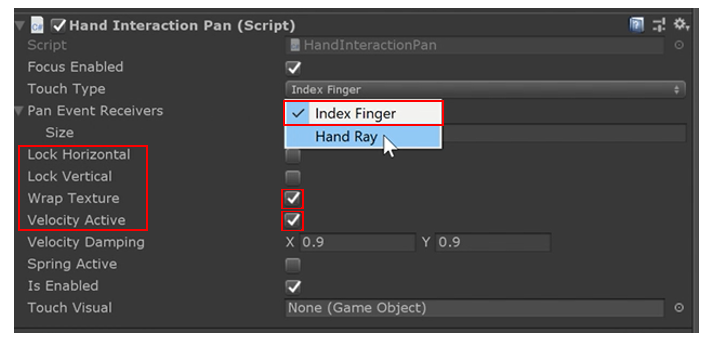 Hand Interaction Pan (Script)
Script HandInteractionPan
Focus Enabled
Touch Type Index Finger
Pan Event Receivers Index Finger
Size Hand Ray
Lock Horizontal
Lock Vertical
Wrap Texture
Velocity Active
Velocity Damping X 0.9 Y 0.9
Spring Active
Is Enabled
Touch Visual None (Game Object)